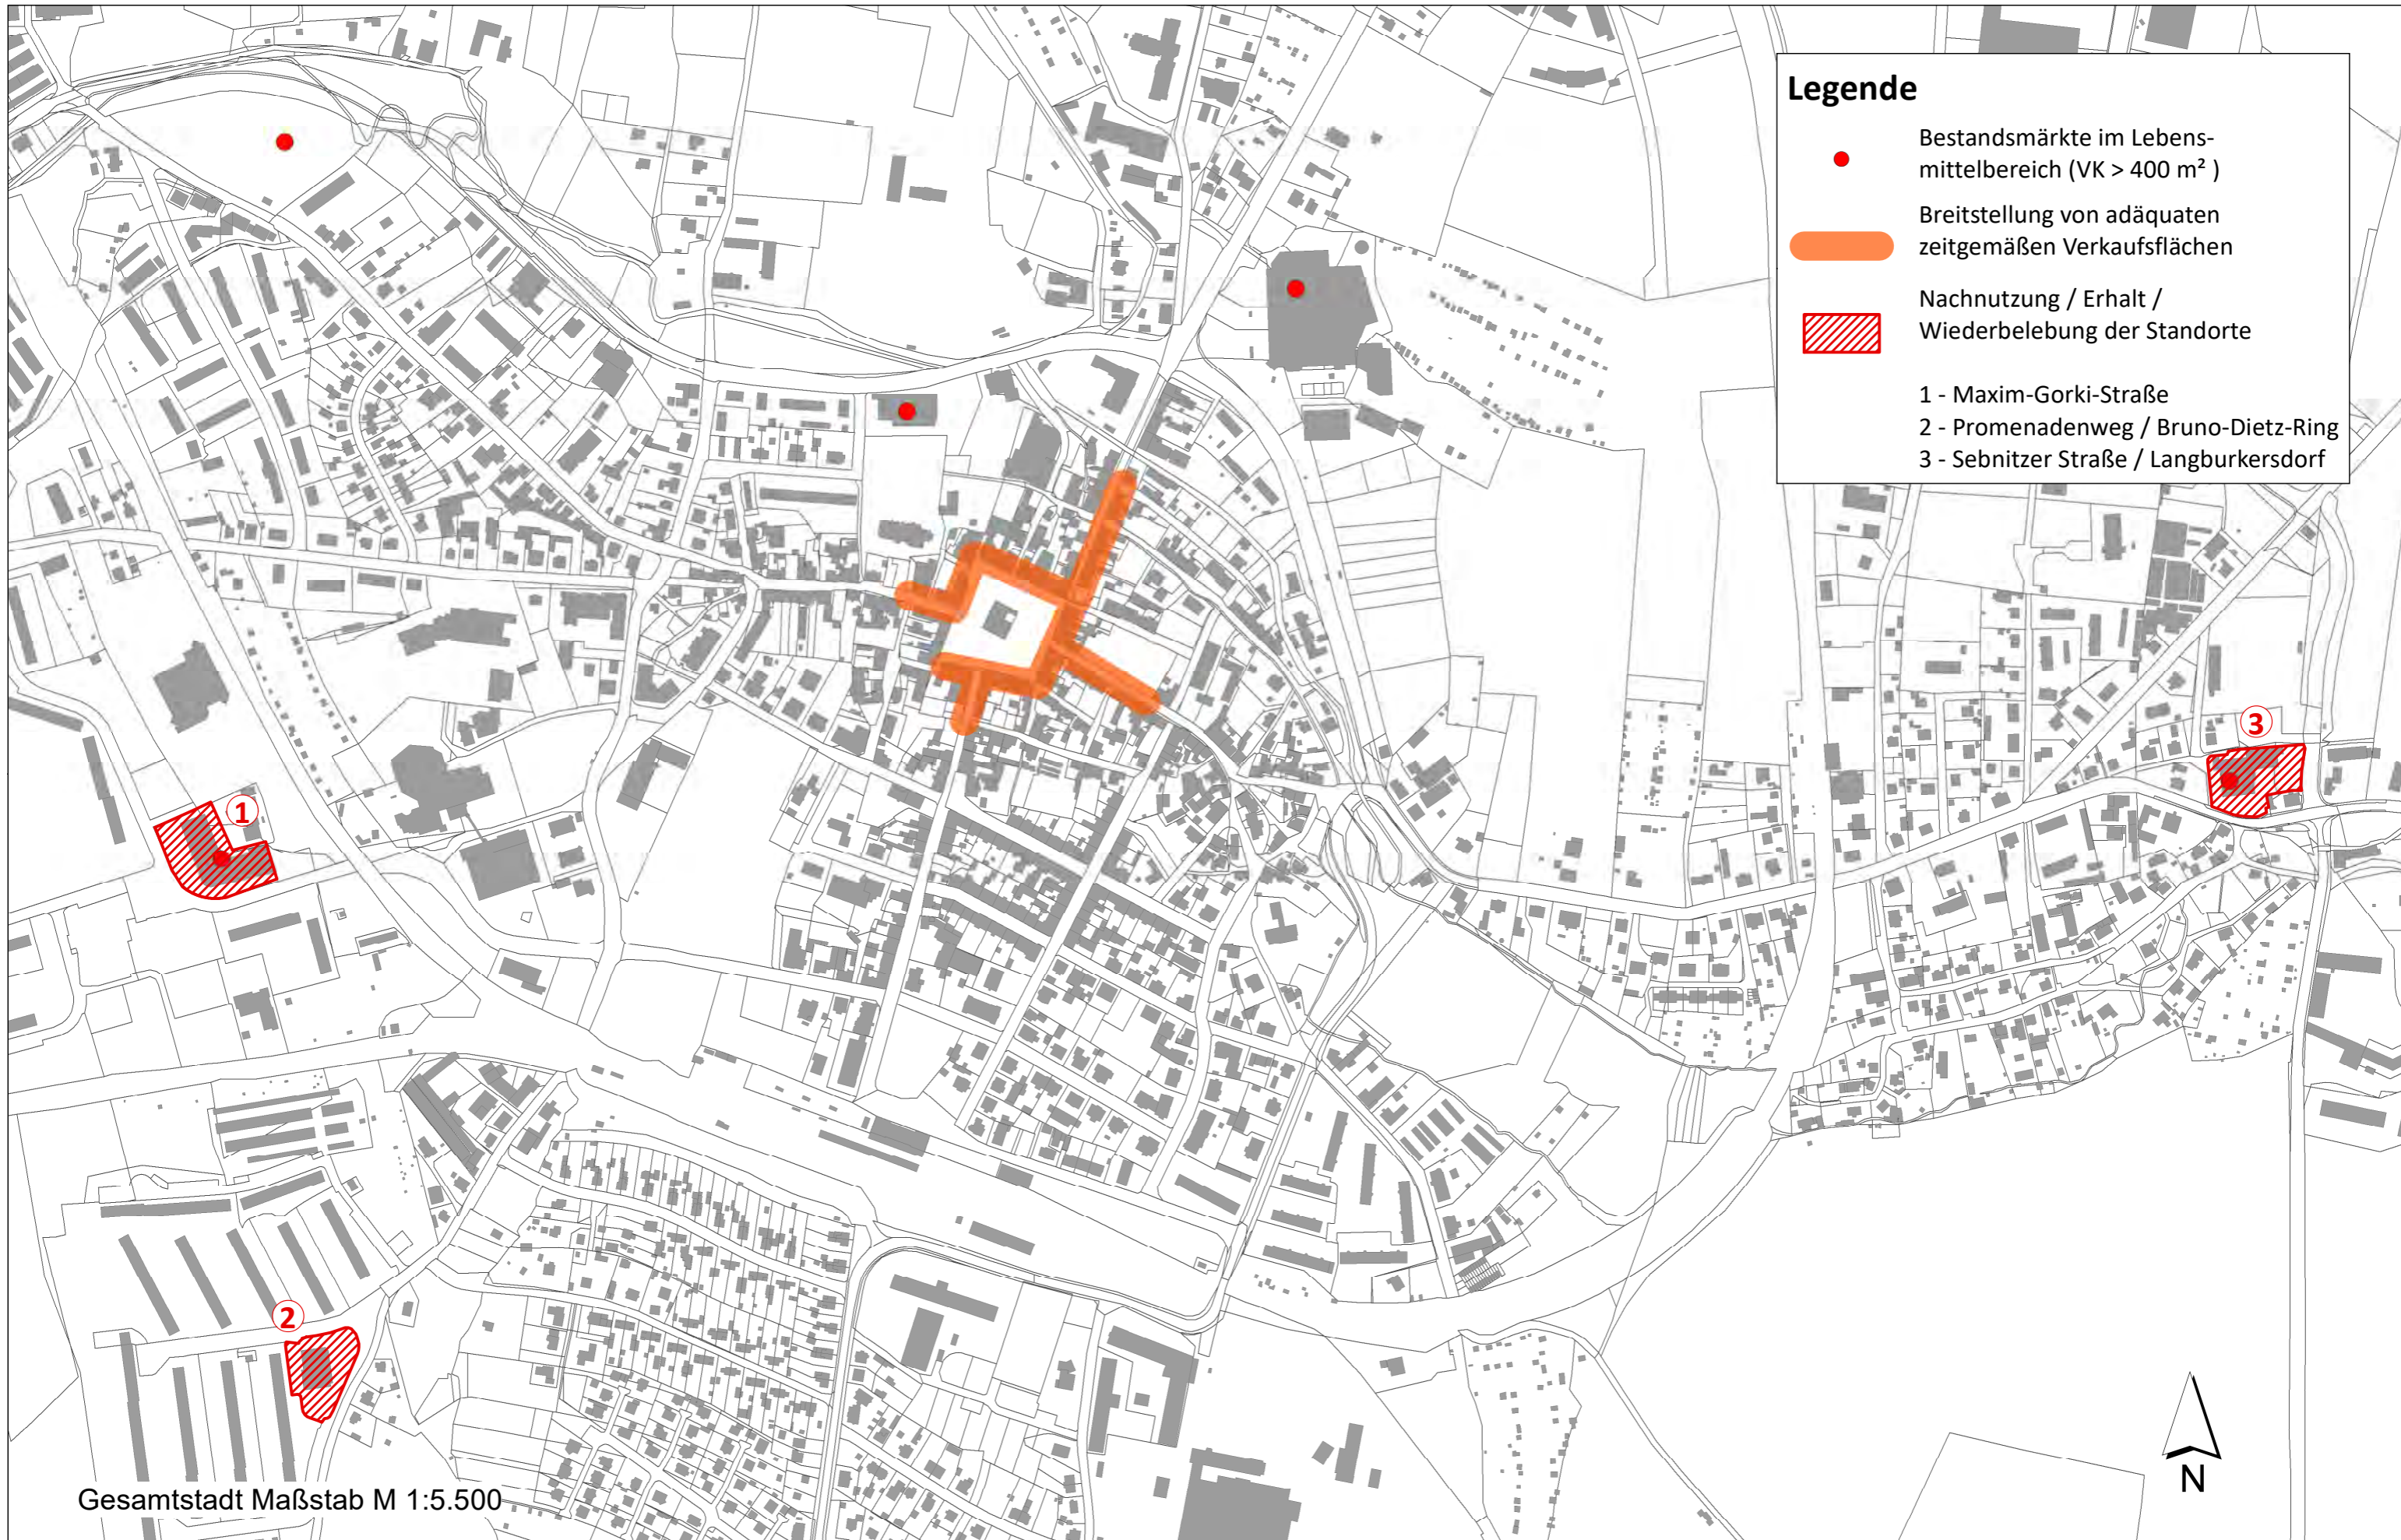 Legende
Bestandsmärkte im Lebens-
mittelbereich (VK > 400 m² )
Breitstellung von adäquaten
zeitgemäßen Verkaufsflächen
Nachnutzung / Erhalt /
Wiederbelebung der Standorte
1 - Maxim-Gorki-Straße
2 - Promenadenweg / Bruno-Dietz-Ring
3 - Sebnitzer Straße / Langburkersdorf
3
1
2
N
Gesamtstadt Maßstab M 1:5.500